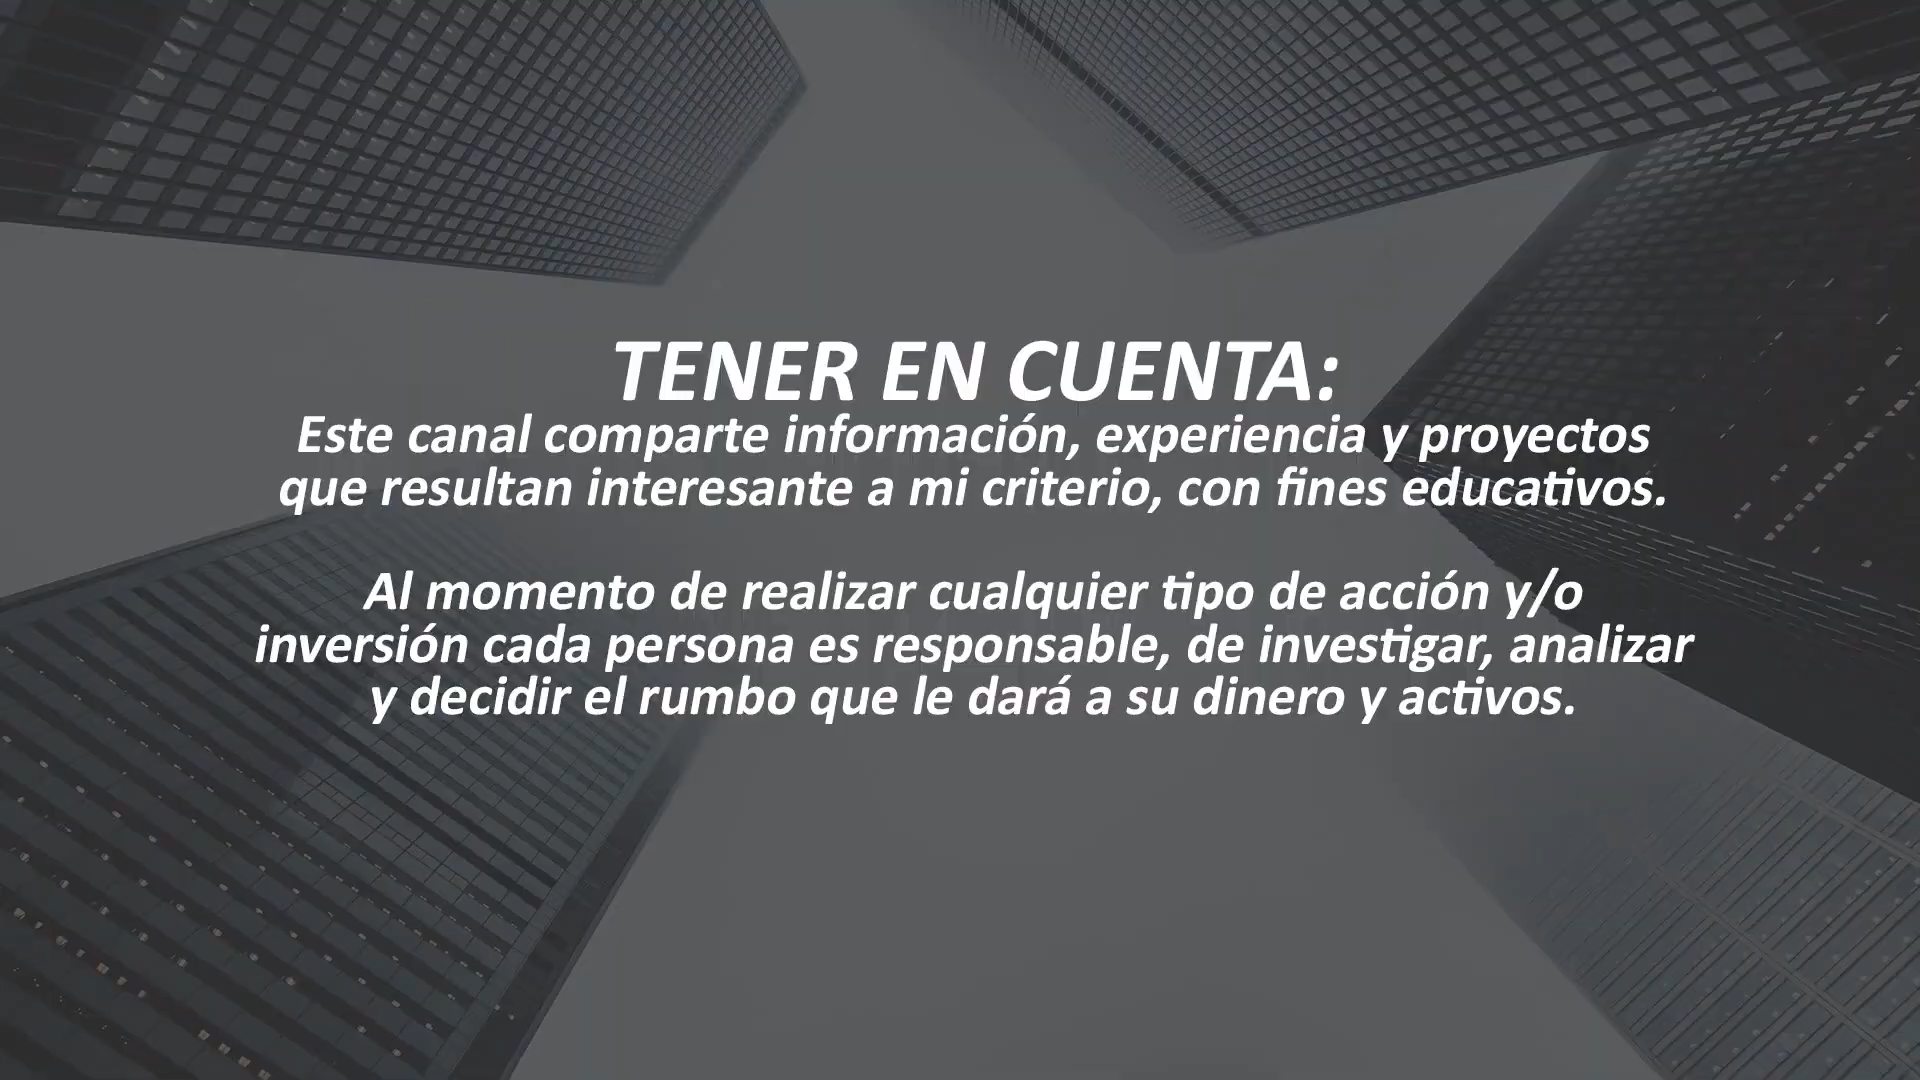 TENER EN CUENTA:
Este canal comparte información, experiencia y proyectos
que resultan interesante a mi criterio, con fines educativos.
Al momento de realizar cualquier tipo de acción y/o
inversión cada persona es responsable, de investigar, analizar
y decidir el rumbo que le dará a su dinero y activos.